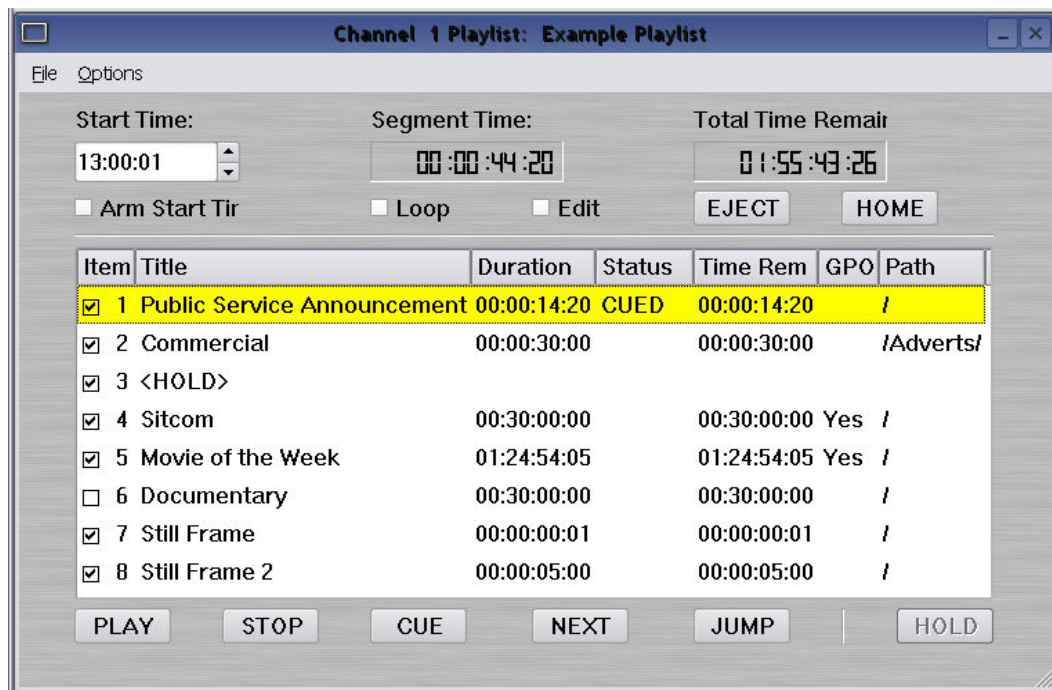 Channel 1 Playlist: Example Playlist
File Options
Start Time: Segment Time: Total Time Remair
13:00:01 00:00:44:20 01:55:43:26
Arm Start Tir Loop Edit EJECT HOME
Item Title Duration Status Time Rem GPO Path
1 Public Service Announcement 00:00:14:20 CUED 00:00:14:20 /
2 Commercial 00:00:30:00 00:00:30:00 /Adverts/
3 <HOLD>
4 Sitcom 00:30:00:00 00:30:00:00 Yes /
5 Movie of the Week 01:24:54:05 01:24:54:05 Yes /
6 Documentary 00:30:00:00 00:30:00:00 /
7 Still Frame 00:00:00:01 00:00:00:01 /
8 Still Frame 2 00:00:05:00 00:00:05:00 /
PLAY STOP CUE NEXT JUMP HOLD